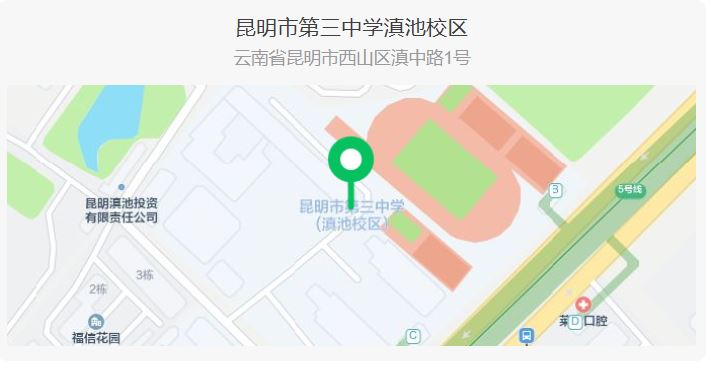 昆明市第三中学滇池校区
云南省昆明市西山区滇中路1号
B
5号线
昆明滇池投资
有限责任公司
昆明市第三中学
（滇池校区）
3栋
2栋
福信花园
C
D
口腔